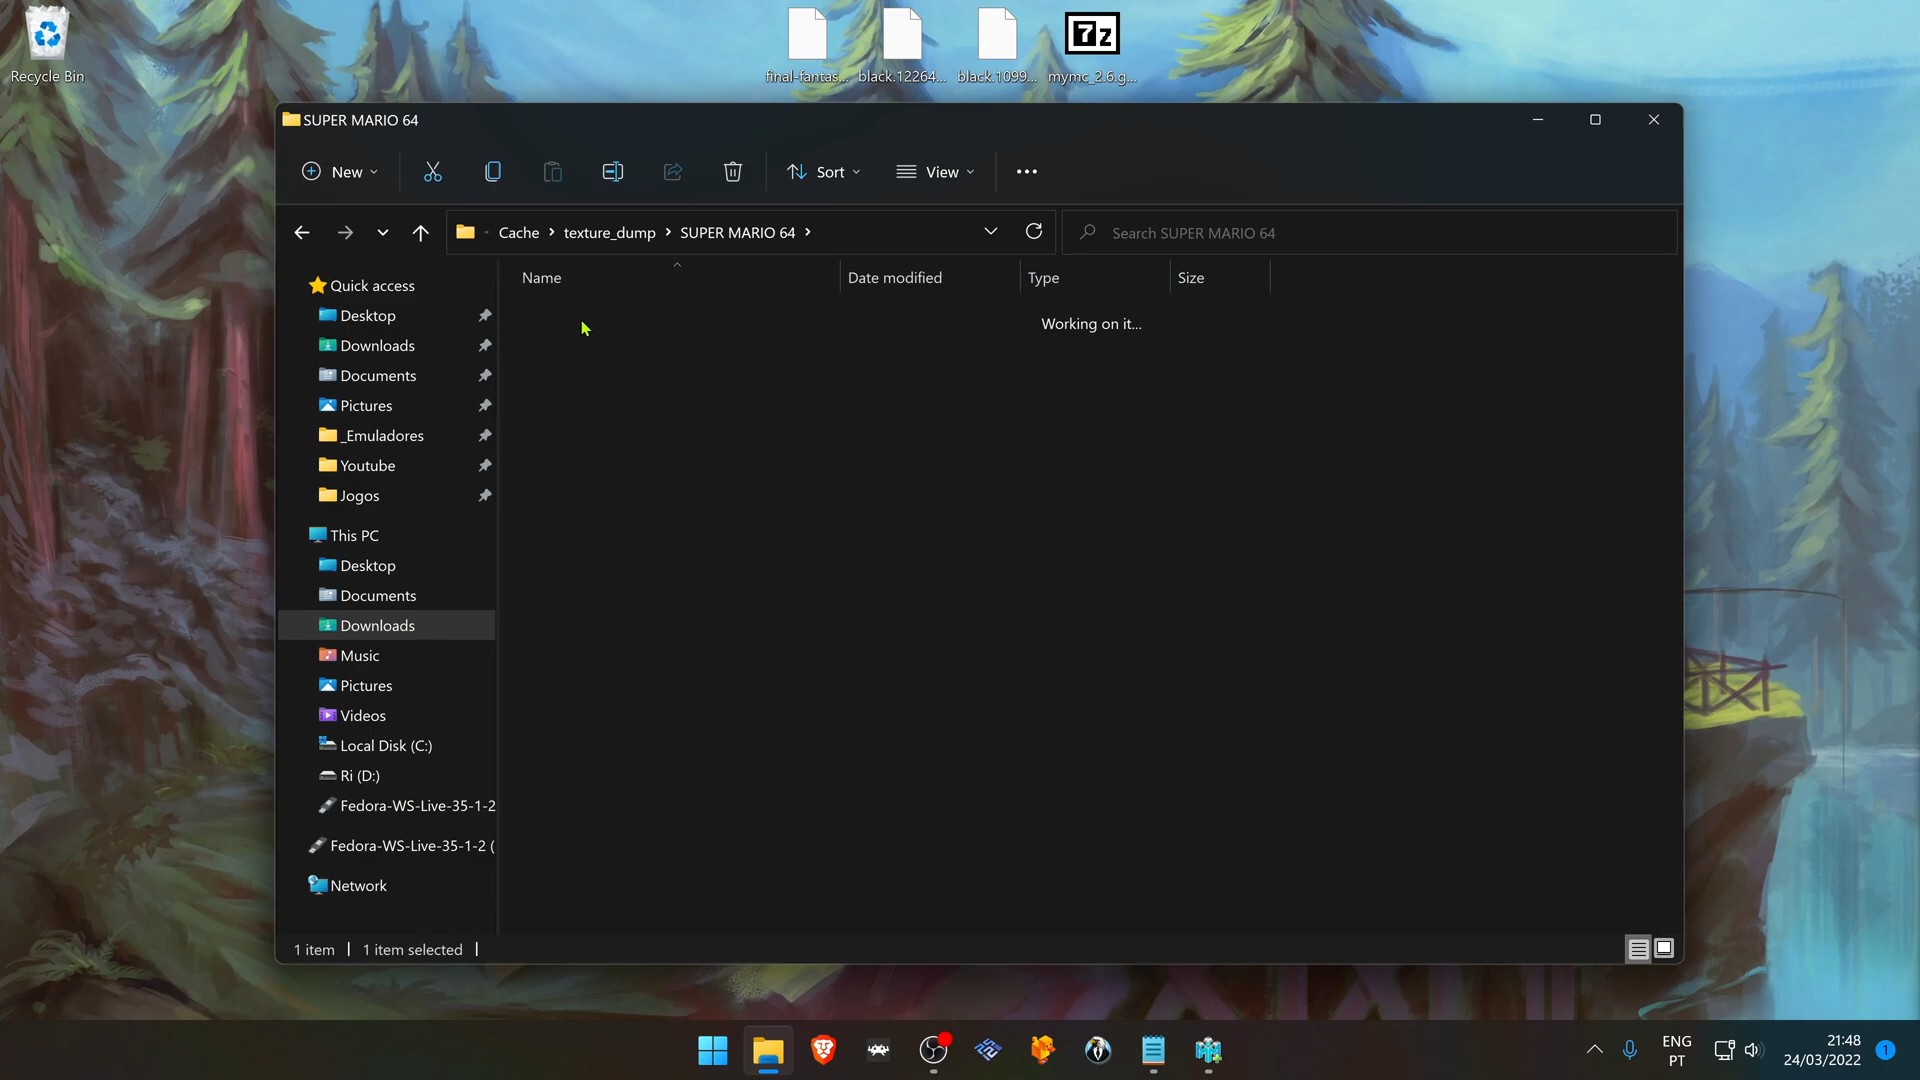 Recycle Bin
final-fantas...
black.12264...
black.1099...
mymc_2.6.g...
SUPER MARIO 64
New
Sort
View
Cache > texture_dump > SUPER MARIO 64 >
Search SUPER MARIO 64
Name
Date modified
Type
Size
Working on it...
Quick access
Desktop
Downloads
Documents
Pictures
_Emuladores
Youtube
Jogos
This PC
Desktop
Documents
Downloads
Music
Pictures
Videos
Local Disk (C:)
Ri (D:)
Fedora-WS-Live-35-1-2
Fedora-WS-Live-35-1-2 (
Network
1 item
1 item selected
7z
ENG
PT
21:48
24/03/2022
1